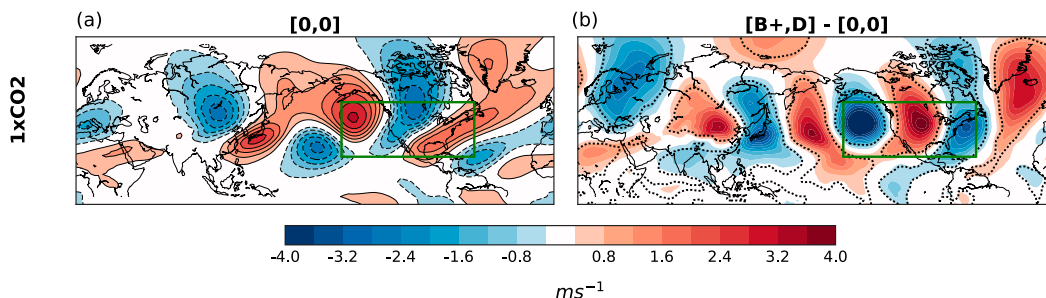 (a) [0,0]
(b) [B+,D] - [0,0]
1xCO2
-4.0 -3.2 -2.4 -1.6 -0.8 0.8 1.6 2.4 3.2 4.0
ms⁻¹